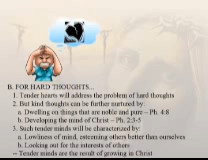 B. FOR HARD THOUGHTS...
1. Tender hearts will address the problem of hard thoughts
2. But kind thoughts can be further nurtured by:
a. Dwelling on things that are noble and pure – Ph. 4:8
b. Developing the mind of Christ – Ph. 2:3-5
3. Such tender minds will be characterized by:
a. Lowliness of mind, esteeming others better than ourselves
b. Looking out for the interests of others
-- Tender minds are the result of growing in Christ